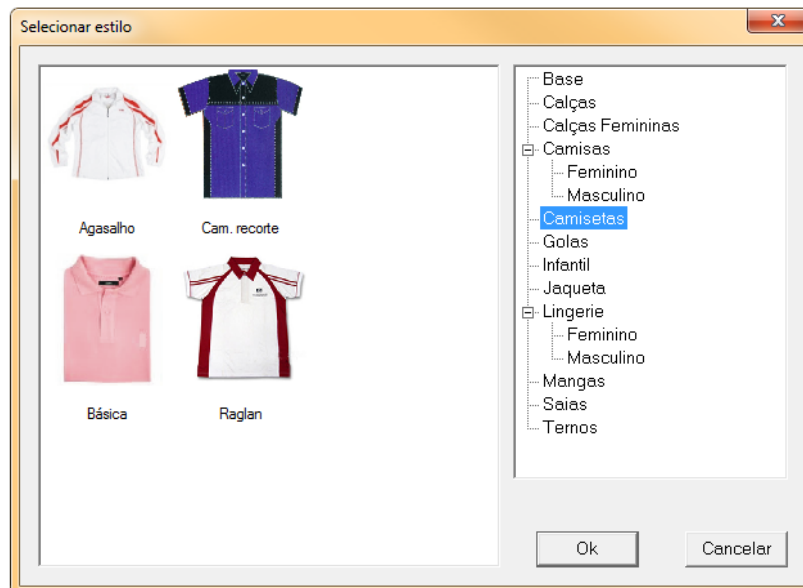 Selecionar estilo
Agasalho
Cam. recorte
Básica
Raglan
Base
Calças
Calças Femininas
Camisas
Feminino
Masculino
Camisetas
Golas
Infantil
Jaqueta
Lingerie
Feminino
Masculino
Mangas
Saias
Ternos
Ok
Cancelar